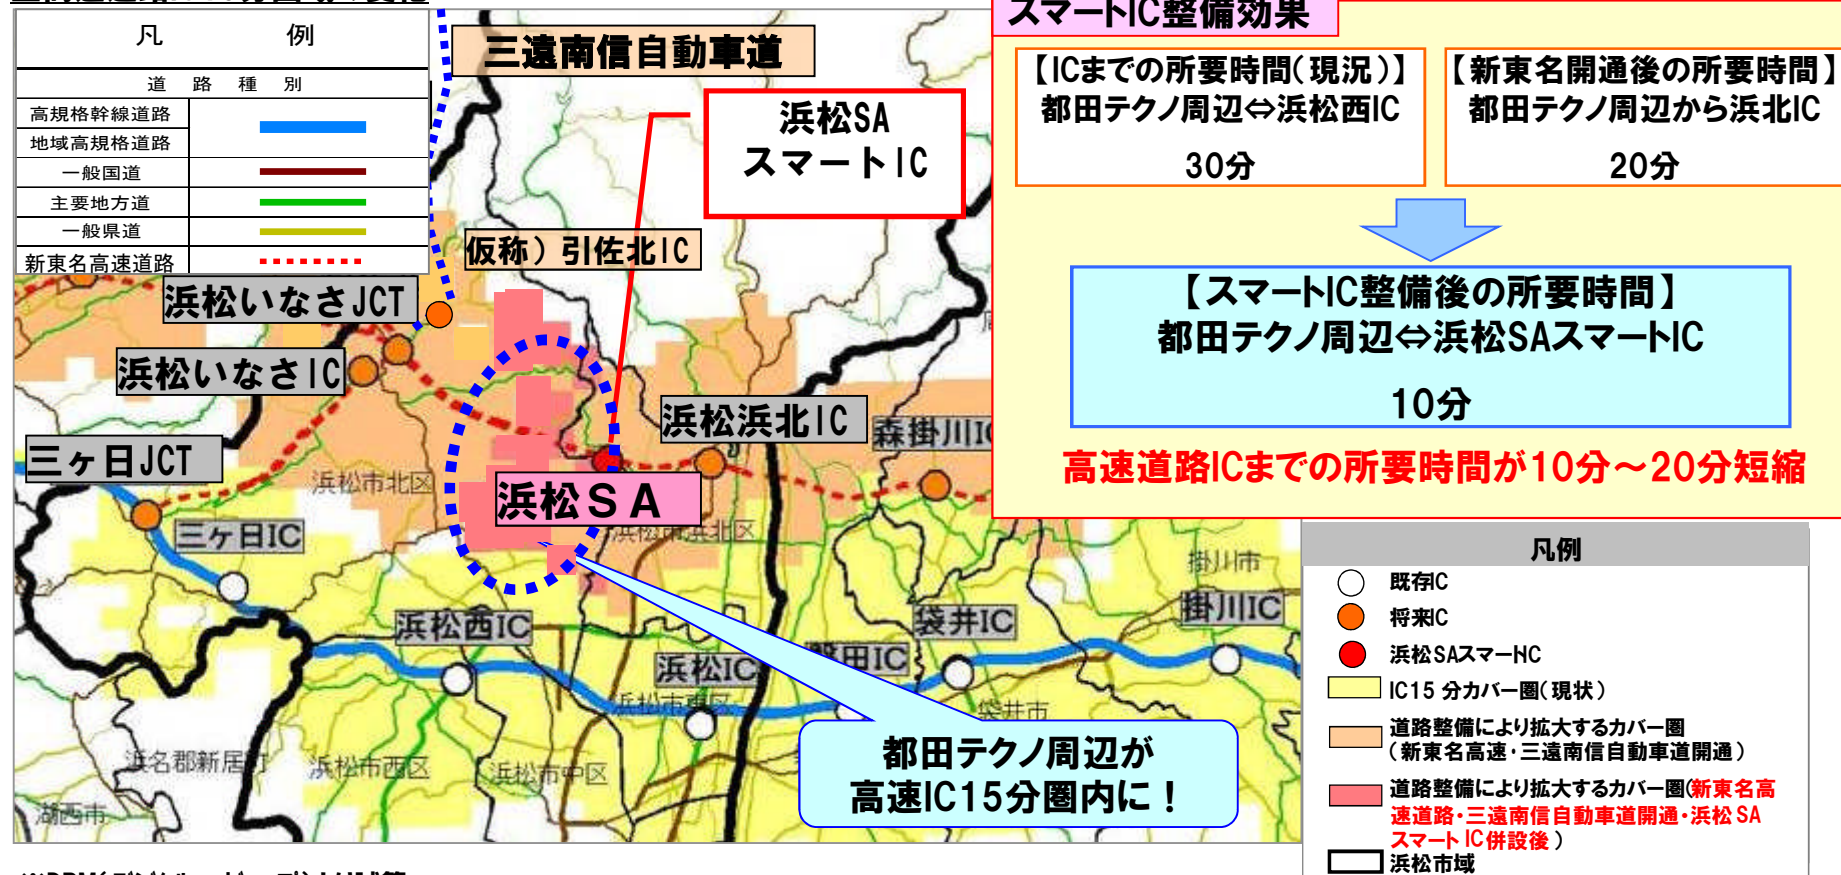 凡例
道路種別
高規格幹線道路
地域高規格道路
一般国道
主要地方道
一般県道
新東名高速道路
三遠南信自動車道
浜松SA
スマートIC
仮称）引佐北IC
浜松いなさJCT
浜松いなさIC
三ヶ日JCT
浜松浜北IC
森掛川IC
浜松市北区
浜松SA
浜松市浜北区
三ヶ日IC
掛川市
掛川IC
袋井IC
浜松西IC
浜松IC
磐田IC
浜松市東区
袋井市
浜名郡新居町
浜松市西区
浜松市中区
湖西市
都田テクノ周辺が
高速IC15分圏内に！
スマートIC整備効果
【ICまでの所要時間（現況）】
都田テクノ周辺⇔浜松西IC
30分
【新東名開通後の所要時間】
都田テクノ周辺から浜北IC
20分
【スマートIC整備後の所要時間】
都田テクノ周辺⇔浜松SAスマートIC
10分
高速道路ICまでの所要時間が10分～20分短縮
凡例
既存IC
将来IC
浜松SAスマートIC
IC15分カバー圏（現状）
道路整備により拡大するカバー圏
（新東名高速・三遠南信自動車道開通）
道路整備により拡大するカバー圏（新東名高
速道路・三遠南信自動車道開通・浜松SA
スマートIC併設後）
浜松市域